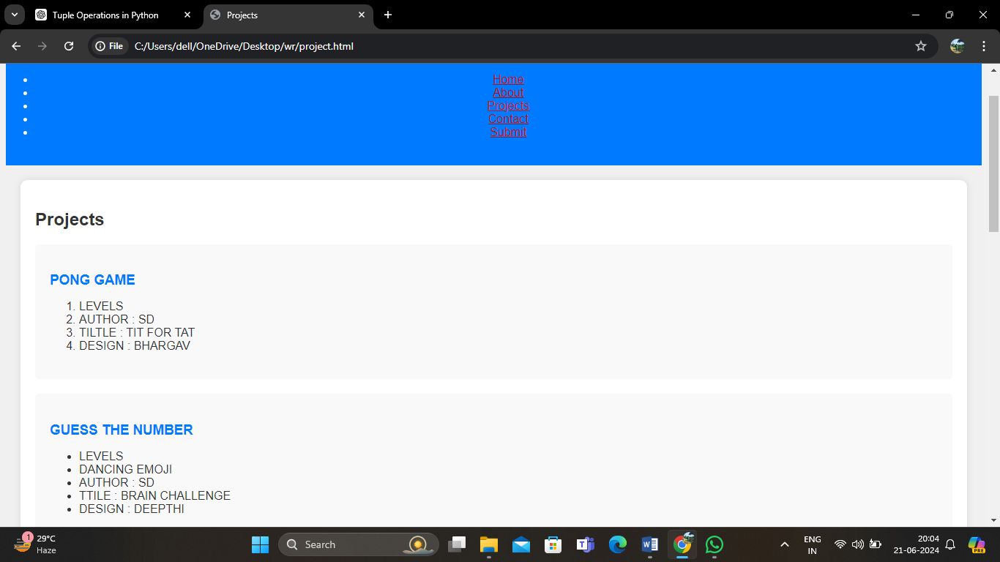 Tuple Operations in Python
Projects
File
C:/Users/dell/OneDrive/Desktop/wr/project.html
Home
About
Projects
Contact
Submit
Projects
PONG GAME
1. LEVELS
2. AUTHOR : SD
3. TILTLE : TIT FOR TAT
4. DESIGN : BHARGAV
GUESS THE NUMBER
• LEVELS
• DANCING EMOJI
• AUTHOR : SD
• TTILE : BRAIN CHALLENGE
• DESIGN : DEEPTHI
1
29°C
Haze
Search
ENG
IN
20:04
21-06-2024
PRE